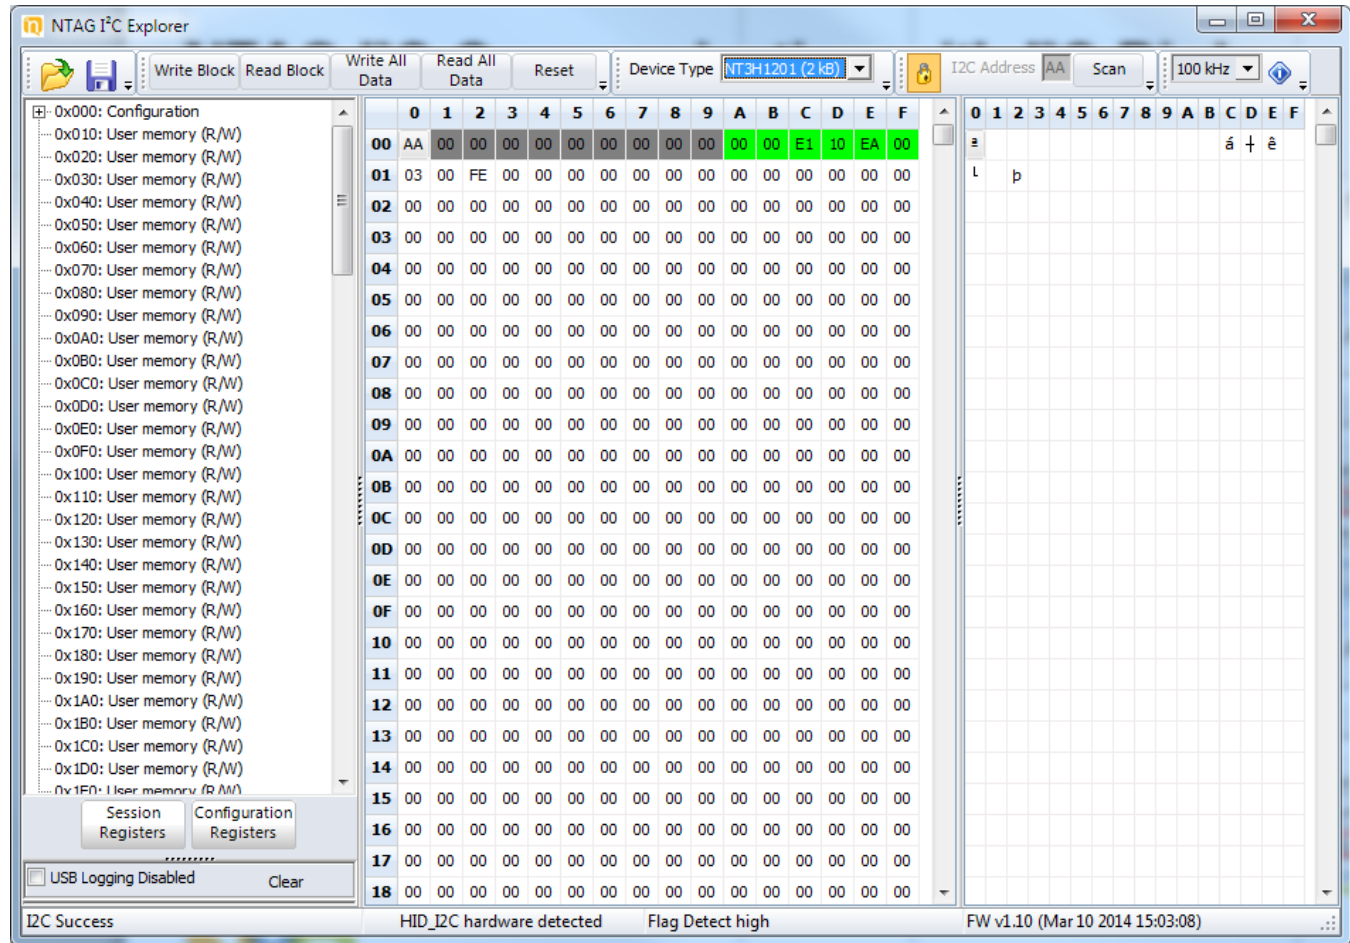 NTAG I²C Explorer
Write Block Read Block Write All Data Read All Data Reset Device Type NT3H1201 (2 kB) I2C Address AA Scan 100 kHz
0x000: Configuration
0x010: User memory (R/W)
0x020: User memory (R/W)
0x030: User memory (R/W)
0x040: User memory (R/W)
0x050: User memory (R/W)
0x060: User memory (R/W)
0x070: User memory (R/W)
0x080: User memory (R/W)
0x090: User memory (R/W)
0x0A0: User memory (R/W)
0x0B0: User memory (R/W)
0x0C0: User memory (R/W)
0x0D0: User memory (R/W)
0x0E0: User memory (R/W)
0x0F0: User memory (R/W)
0x100: User memory (R/W)
0x110: User memory (R/W)
0x120: User memory (R/W)
0x130: User memory (R/W)
0x140: User memory (R/W)
0x150: User memory (R/W)
0x160: User memory (R/W)
0x170: User memory (R/W)
0x180: User memory (R/W)
0x190: User memory (R/W)
0x1A0: User memory (R/W)
0x1B0: User memory (R/W)
0x1C0: User memory (R/W)
0x1D0: User memory (R/W)
0x1E0: User memory (R/W)
Session Registers
Configuration Registers
USB Logging Disabled Clear
0 1 2 3 4 5 6 7 8 9 A B C D E F
00 AA 00 00 00 00 00 00 00 00 00 00 00 E1 10 EA 00
01 03 00 FE 00 00 00 00 00 00 00 00 00 00 00 00 00
02 00 00 00 00 00 00 00 00 00 00 00 00 00 00 00 00
03 00 00 00 00 00 00 00 00 00 00 00 00 00 00 00 00
04 00 00 00 00 00 00 00 00 00 00 00 00 00 00 00 00
05 00 00 00 00 00 00 00 00 00 00 00 00 00 00 00 00
06 00 00 00 00 00 00 00 00 00 00 00 00 00 00 00 00
07 00 00 00 00 00 00 00 00 00 00 00 00 00 00 00 00
08 00 00 00 00 00 00 00 00 00 00 00 00 00 00 00 00
09 00 00 00 00 00 00 00 00 00 00 00 00 00 00 00 00
0A 00 00 00 00 00 00 00 00 00 00 00 00 00 00 00 00
0B 00 00 00 00 00 00 00 00 00 00 00 00 00 00 00 00
0C 00 00 00 00 00 00 00 00 00 00 00 00 00 00 00 00
0D 00 00 00 00 00 00 00 00 00 00 00 00 00 00 00 00
0E 00 00 00 00 00 00 00 00 00 00 00 00 00 00 00 00
0F 00 00 00 00 00 00 00 00 00 00 00 00 00 00 00 00
10 00 00 00 00 00 00 00 00 00 00 00 00 00 00 00 00
11 00 00 00 00 00 00 00 00 00 00 00 00 00 00 00 00
12 00 00 00 00 00 00 00 00 00 00 00 00 00 00 00 00
13 00 00 00 00 00 00 00 00 00 00 00 00 00 00 00 00
14 00 00 00 00 00 00 00 00 00 00 00 00 00 00 00 00
15 00 00 00 00 00 00 00 00 00 00 00 00 00 00 00 00
16 00 00 00 00 00 00 00 00 00 00 00 00 00 00 00 00
17 00 00 00 00 00 00 00 00 00 00 00 00 00 00 00 00
18 00 00 00 00 00 00 00 00 00 00 00 00 00 00 00 00
0 1 2 3 4 5 6 7 8 9 A B C D E F
ª á ┼ ê
└ þ
I2C Success HID_I2C hardware detected Flag Detect high FW v1.10 (Mar 10 2014 15:03:08)